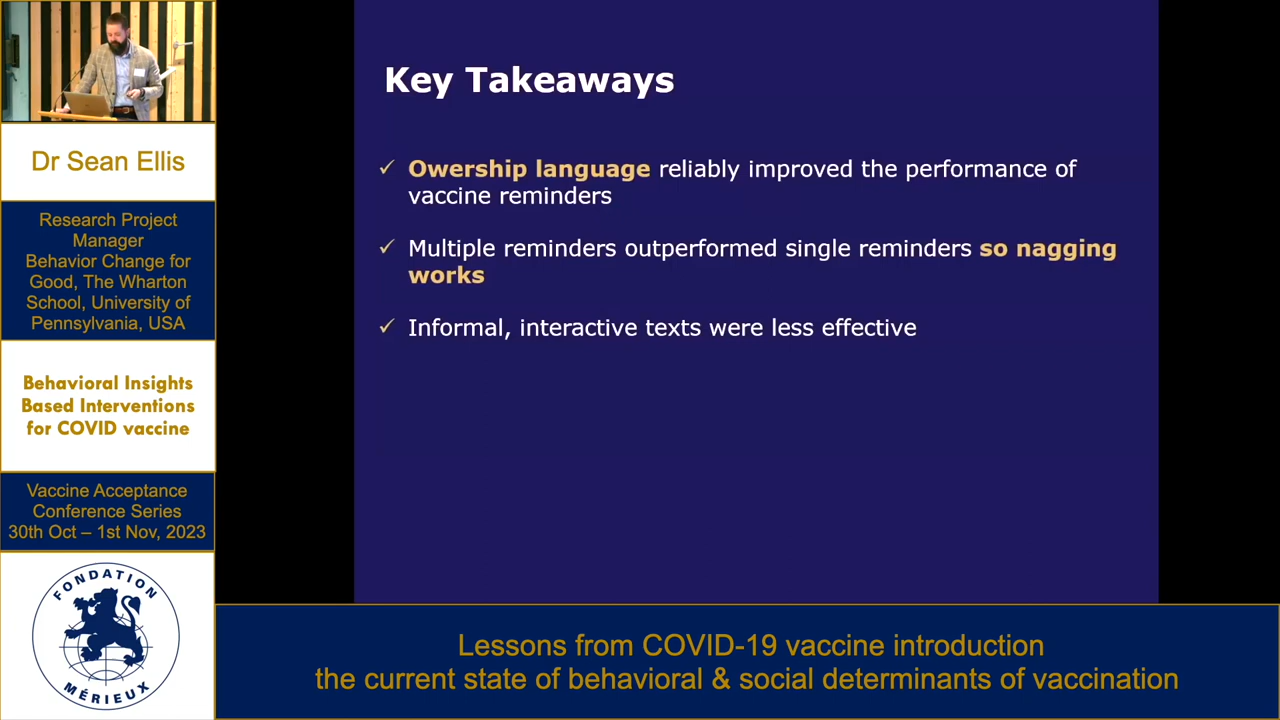 Dr Sean Ellis
Research Project
Manager
Behavior Change for
Good, The Wharton
School, University of
Pennsylvania, USA
Behavioral Insights
Based Interventions
for COVID vaccine
Vaccine Acceptance
Conference Series
30th Oct – 1st Nov, 2023
FONDATION
MÉRIEUX
Key Takeaways
✓ Owership language reliably improved the performance of
vaccine reminders
✓ Multiple reminders outperformed single reminders so nagging
works
✓ Informal, interactive texts were less effective
Lessons from COVID-19 vaccine introduction
the current state of behavioral & social determinants of vaccination